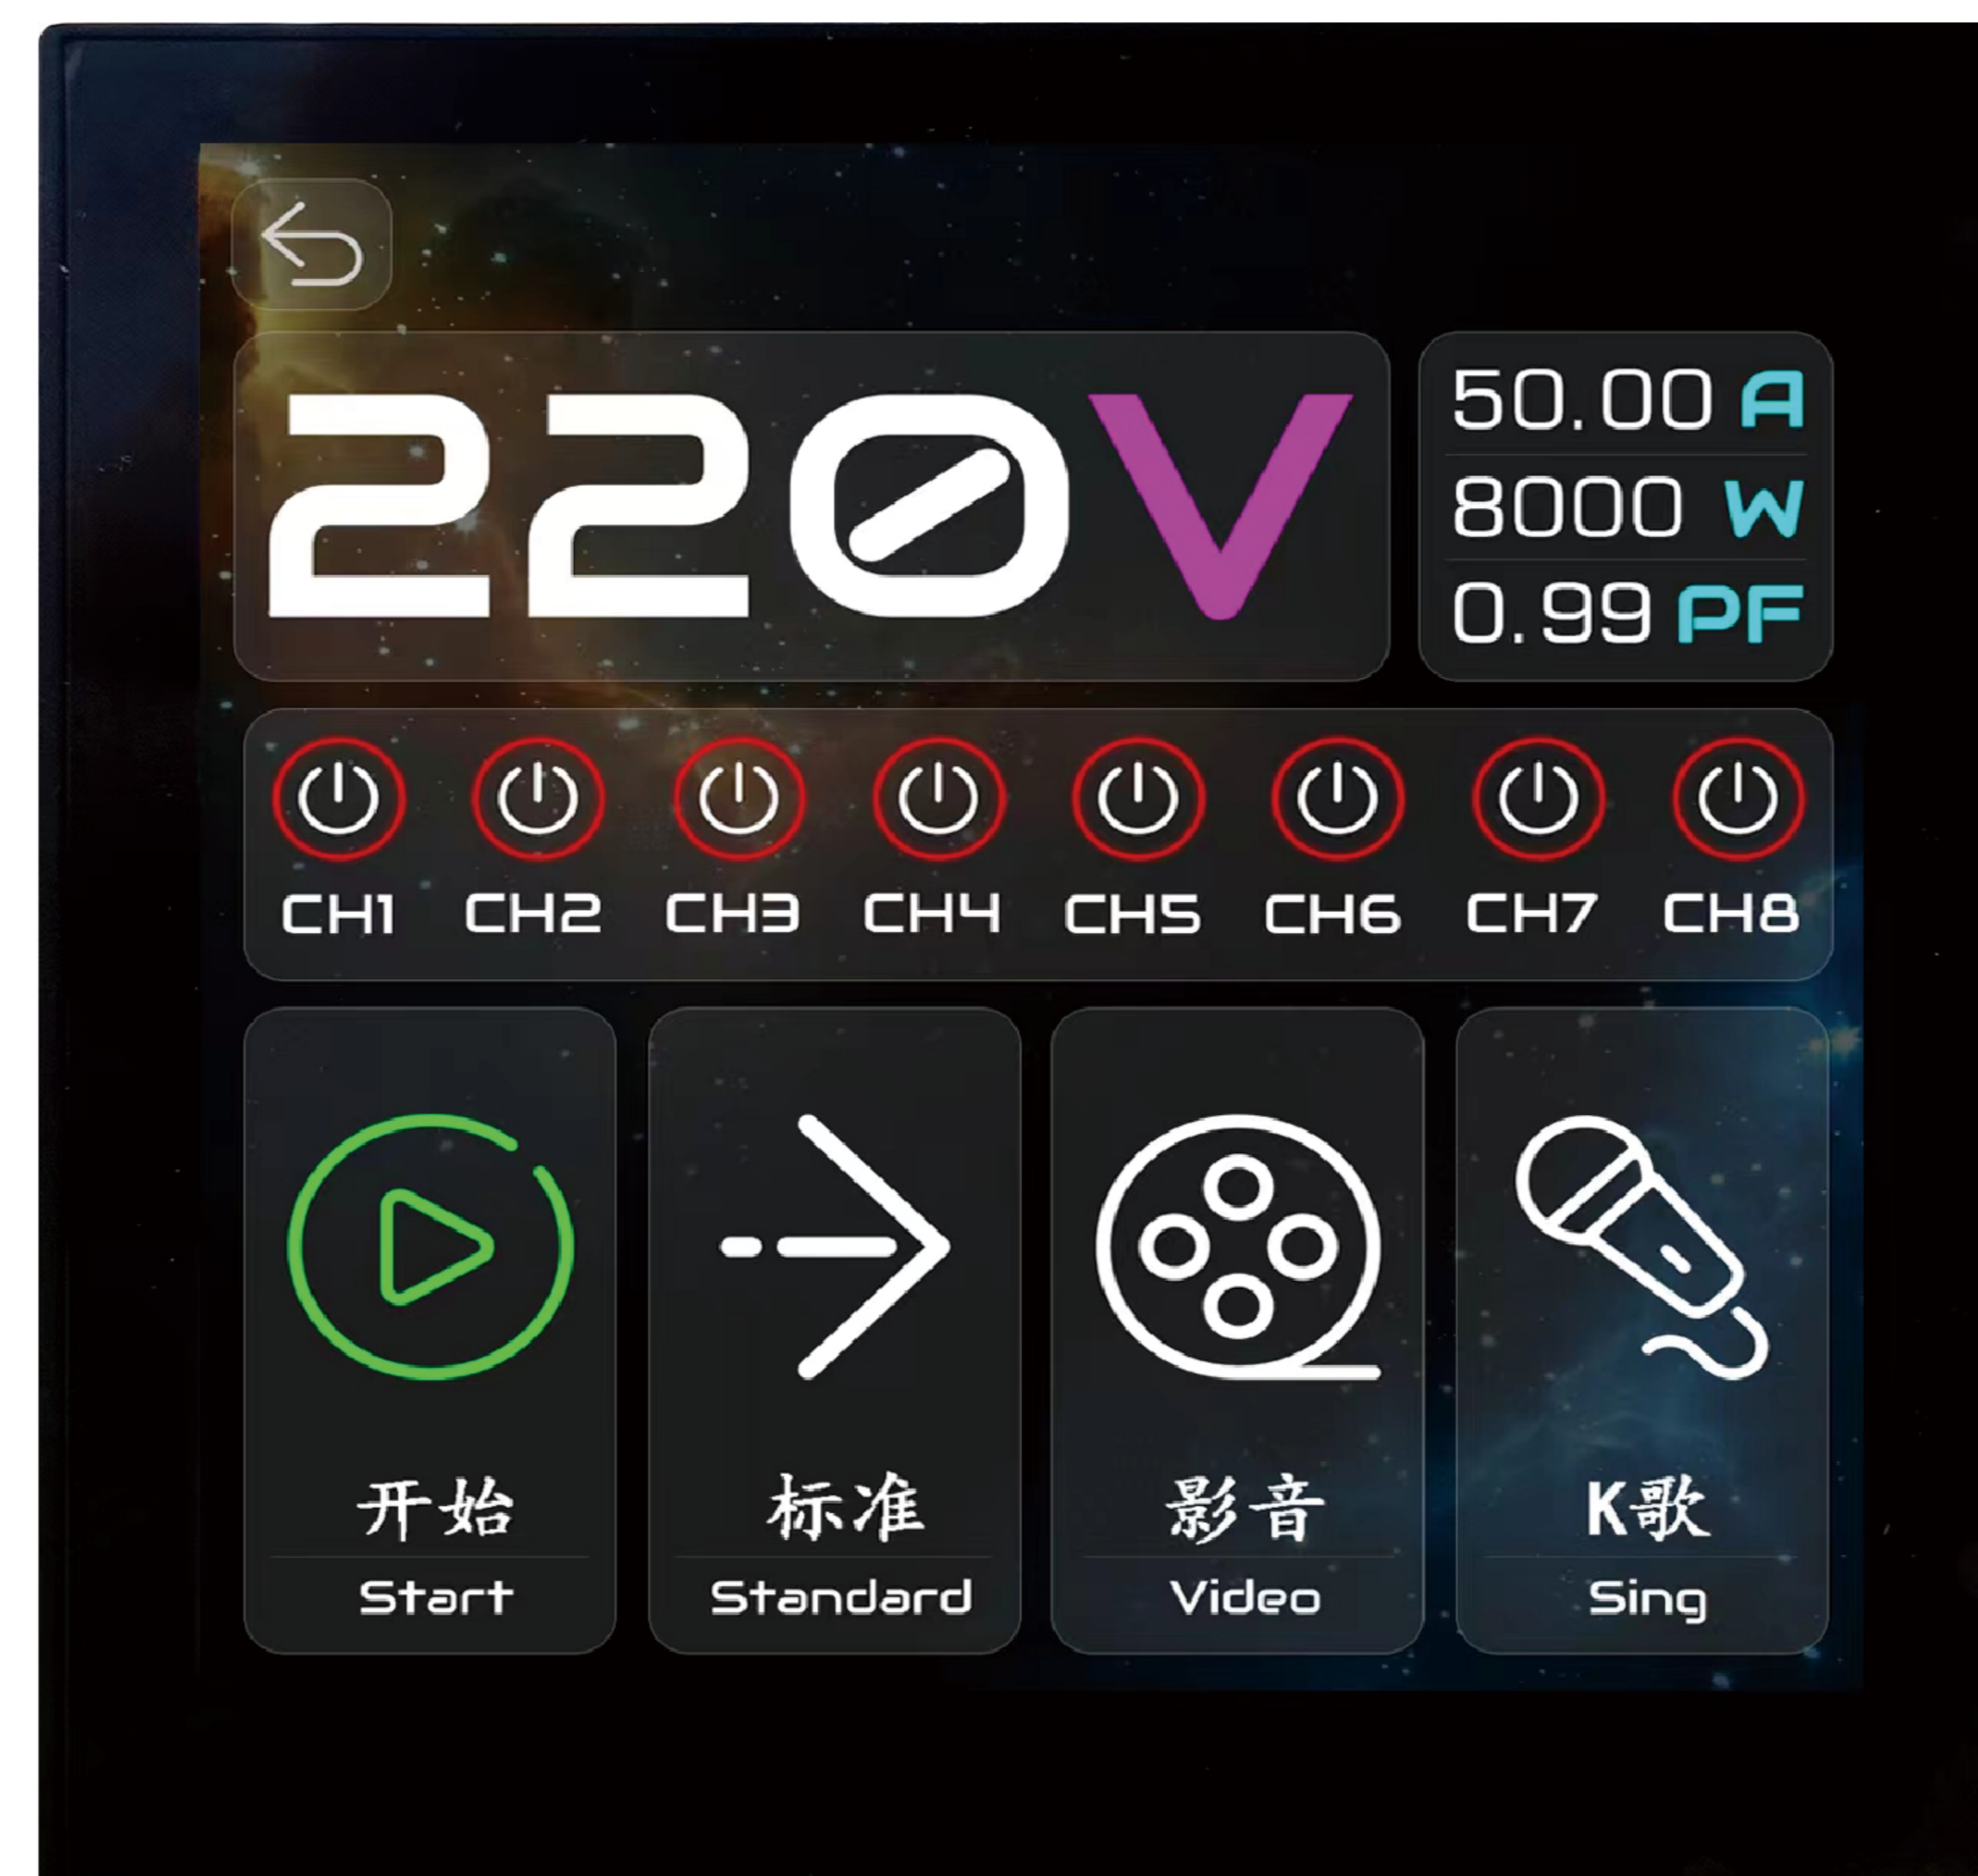 220V
50.00 A
8000 W
0.99 PF
CH1 CH2 CH3 CH4 CH5 CH6 CH7 CH8
开始 标准 影音 K歌
Start Standard Video Sing